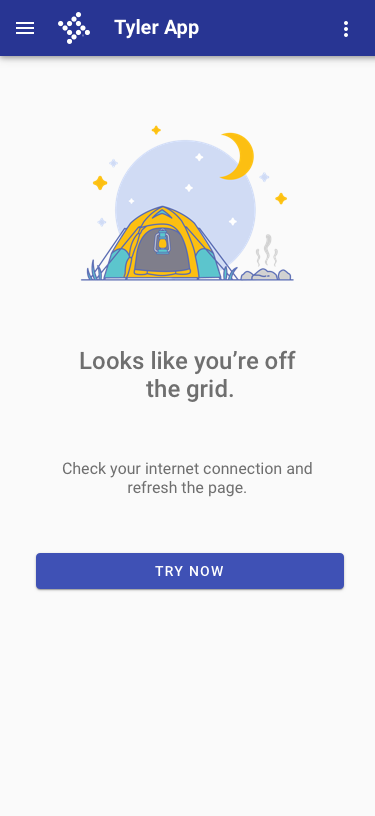 Tyler App
Looks like you’re off
the grid.
Check your internet connection and
refresh the page.
TRY NOW